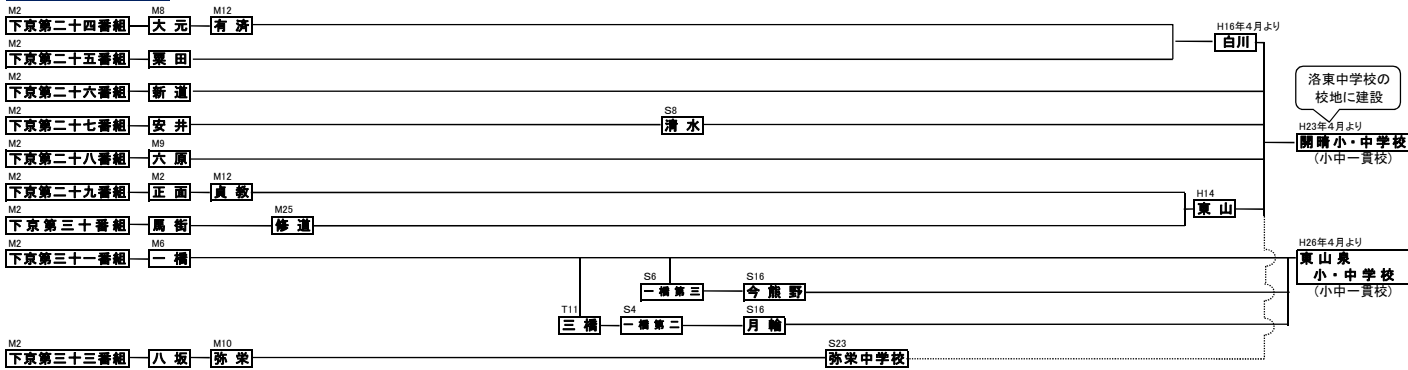 M2 M8 M12
下京第二十四番組 大元 有済
H16年4月より
白川
M2
下京第二十五番組 粟田
M2
下京第二十六番組 新道
洛東中学校の
校地に建設
M2 S8
下京第二十七番組 安井 清水
H23年4月より
開晴小・中学校
(小中一貫校)
M2 M9
下京第二十八番組 六原
M2 M2 M12
下京第二十九番組 正面 貞教
H14
東山
M2 M25
下京第三十番組 馬街 修道
M2 M6
下京第三十一番組 一橋
H26年4月より
東山泉
小・中学校
(小中一貫校)
S6 S16
一橋第三 今熊野
T11 S4 S16
三橋 一橋第二 月輪
M2 M10 S23
下京第三十三番組 八坂 弥栄 弥栄中学校